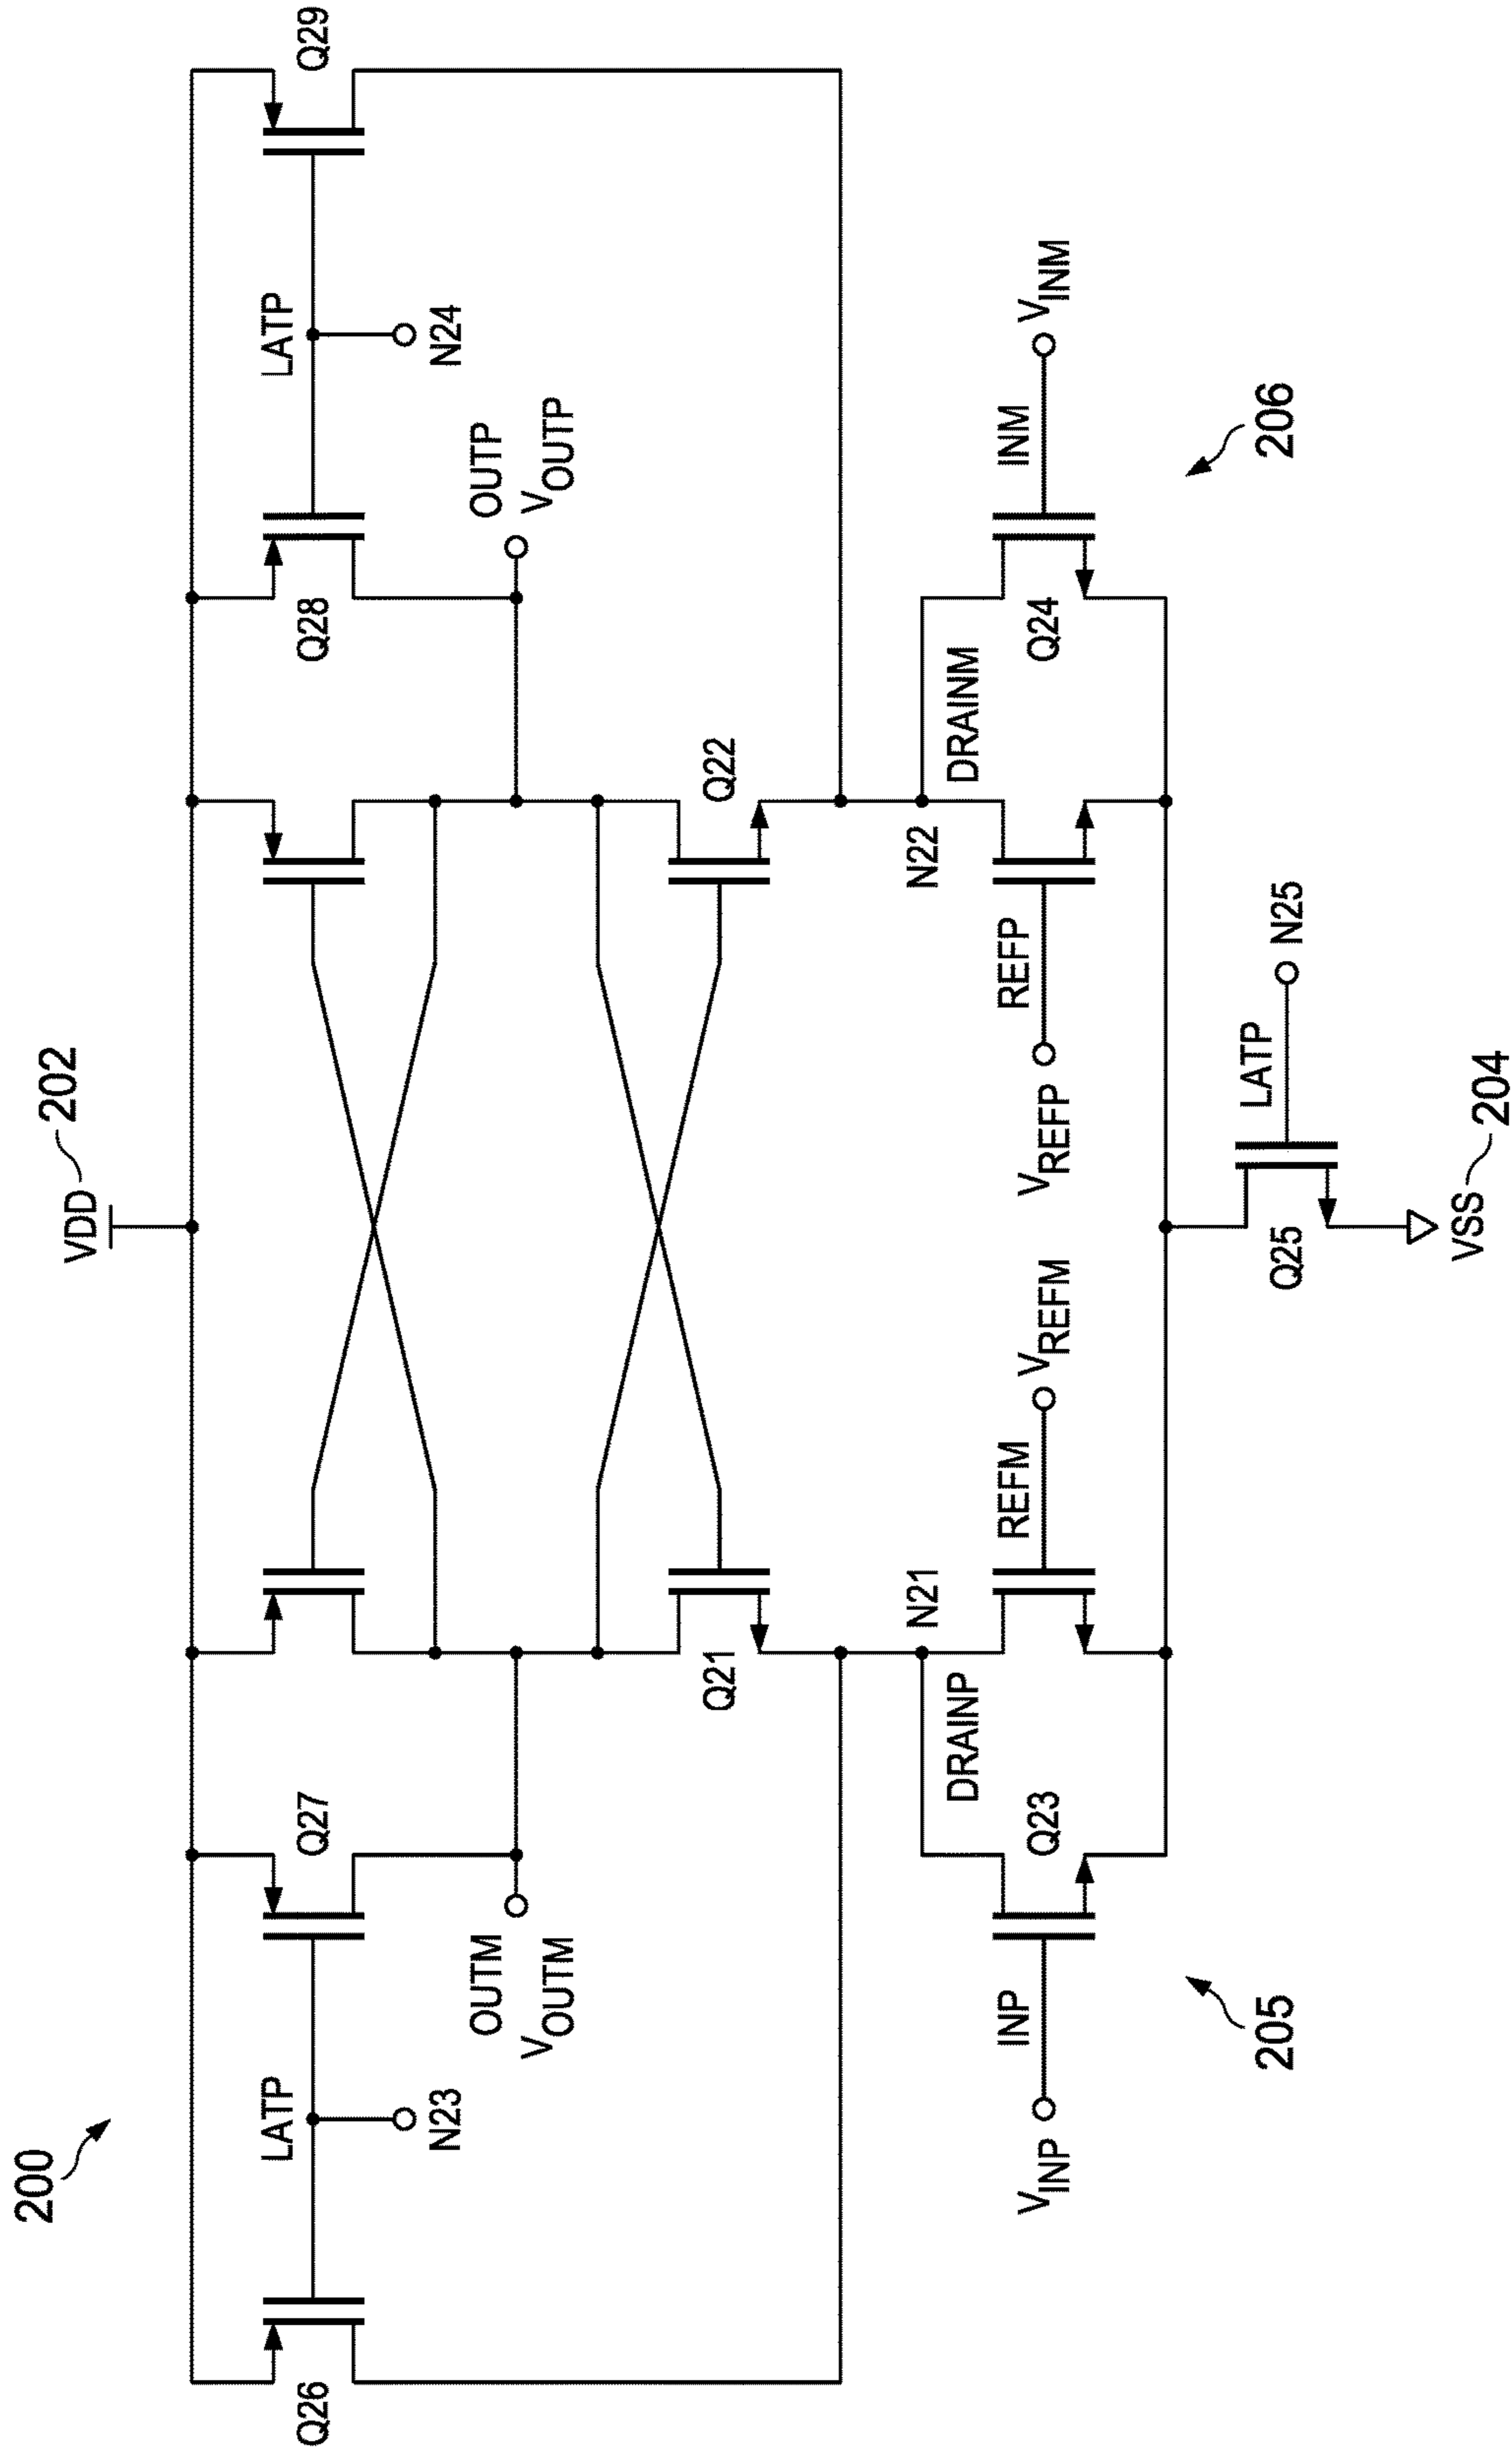 200
VDD 202
Q26
LATP
N23
Q27
OUTM
VOUTM
LATP
N24
Q28
Q29
OUTP
VOUTP
Q21
Q22
N21
DRAINP
N22
DRAINM
VINP
INP
Q23
REFM
VREFM
VREFP
REFP
Q24
INM
VINM
205
206
Q25
LATP
N25
VSS 204